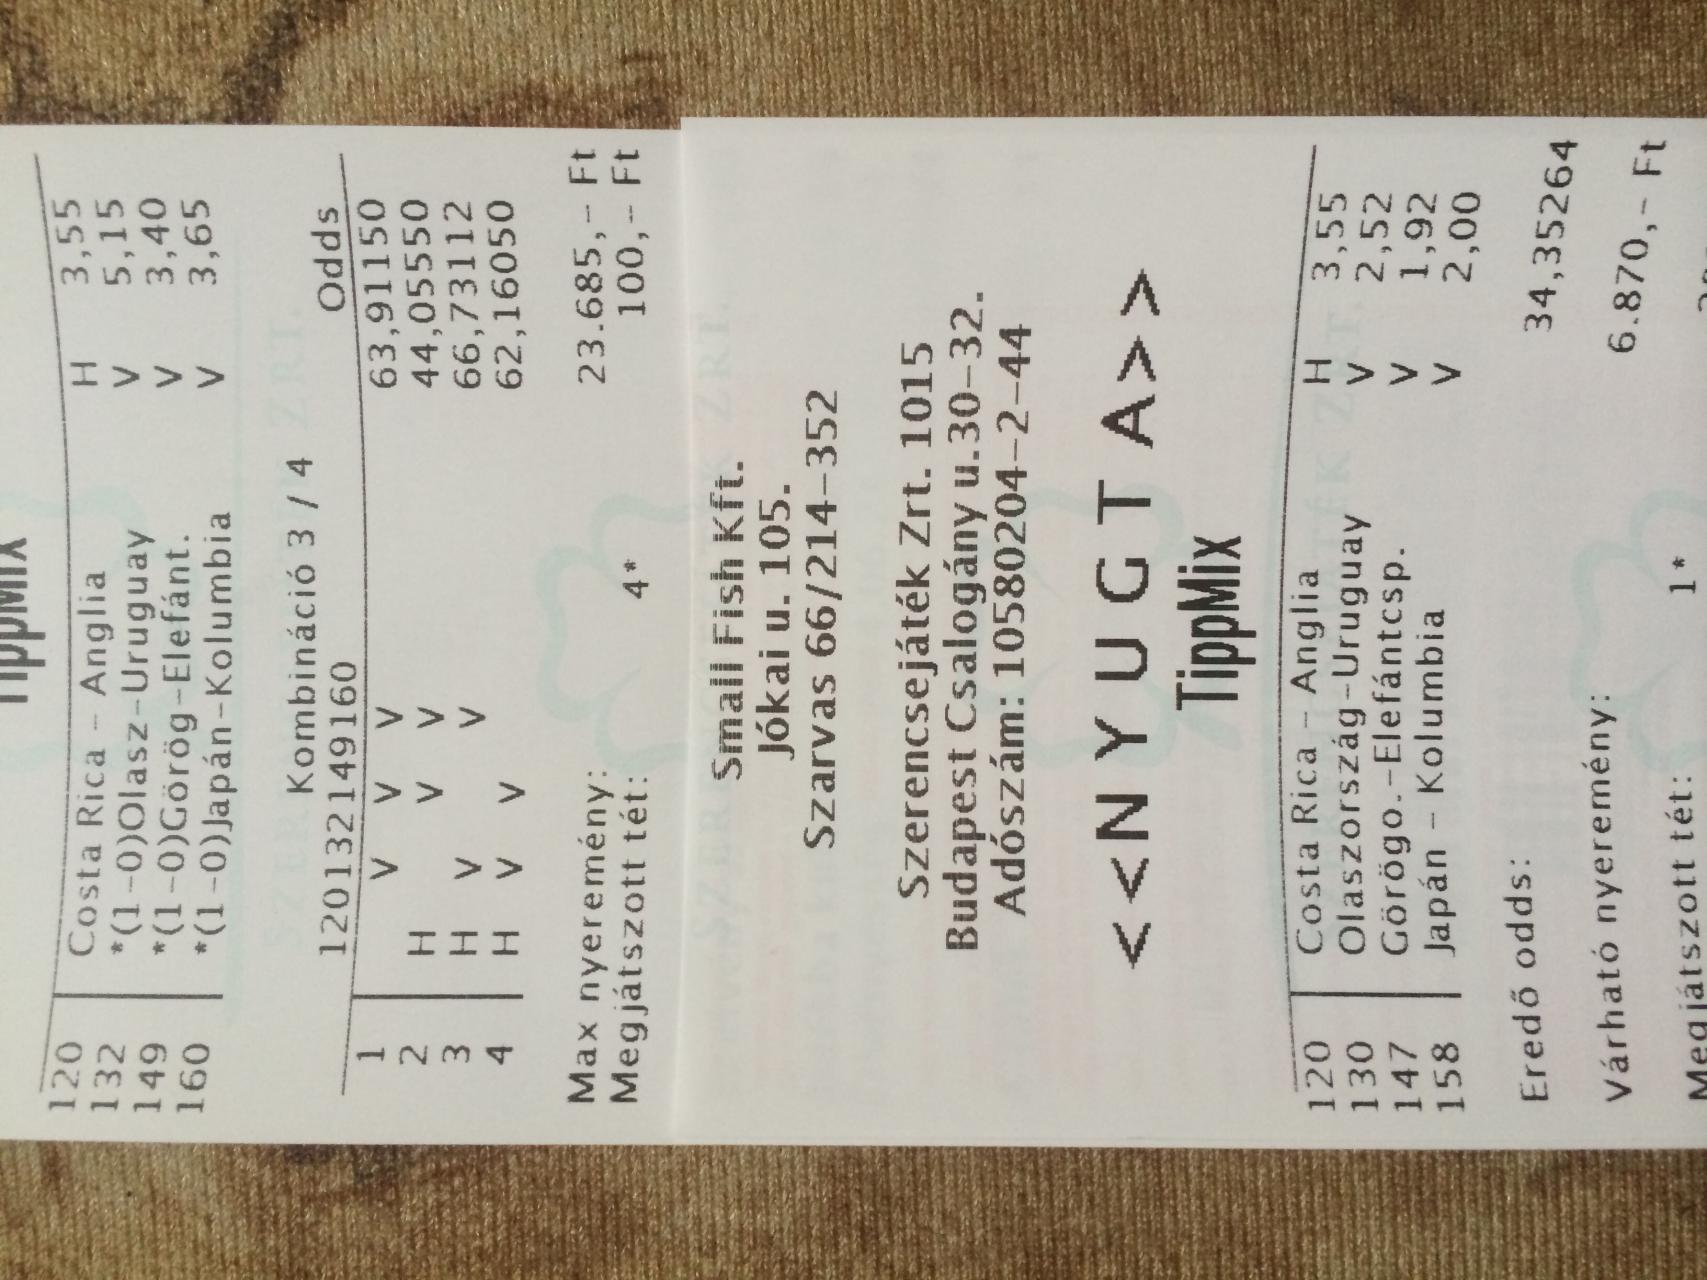 TippMix
120 Costa Rica - Anglia H 3,55
132 *(1-0)Olasz-Uruguay V 5,15
149 *(1-0)Görög-Elefánt. V 3,40
160 *(1-0)Japán-Kolumbia V 3,65
Kombináció 3 / 4
120132149160 Odds
1 V V V 63,91150
2 H V V 44,05550
3 H V V 66,73112
4 H V V 62,16050
Max nyeremény: 23.685,- Ft
Megjátszott tét: 4* 100,- Ft
Small Fish Kft.
Jókai u. 105.
Szarvas 66/214-352
Szerencsejáték Zrt. 1015
Budapest Csalogány u.30-32.
Adószám: 10580204-2-44
<<N Y U G T A>>
TippMix
120 Costa Rica - Anglia H 3,55
130 Olaszország-Uruguay V 2,52
147 Görögo.-Elefántcsp. V 1,92
158 Japán - Kolumbia V 2,00
Eredő odds: 34,35264
Várható nyeremény: 6.870,- Ft
Megjátszott tét: 1*